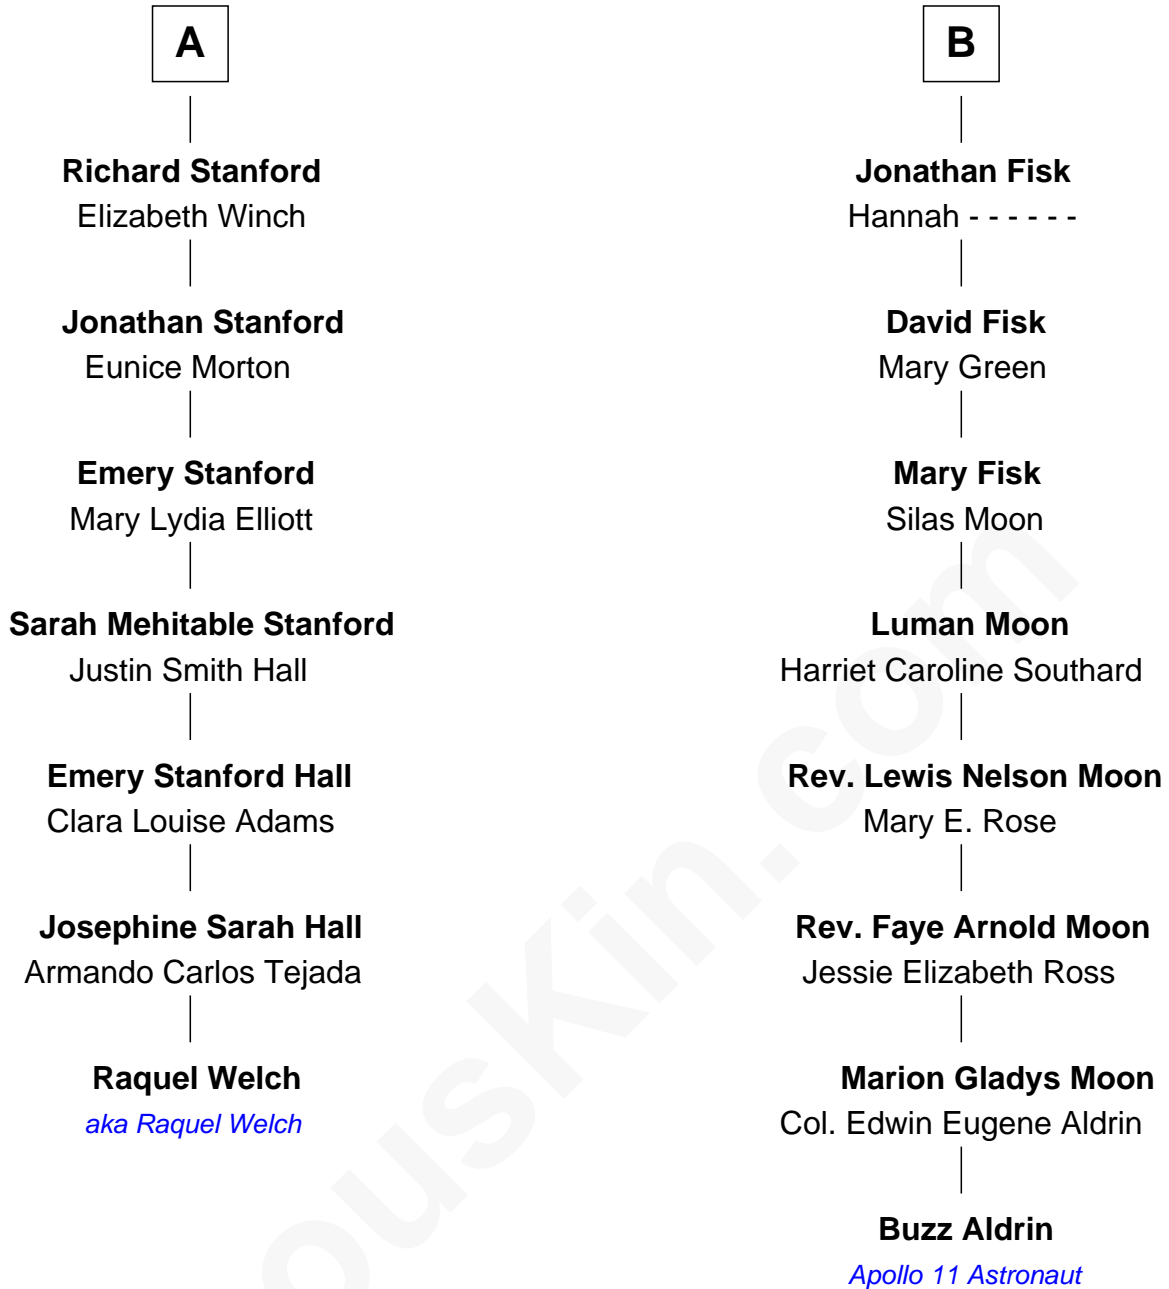 A
Richard Stanford
Elizabeth Winch
Jonathan Stanford
Eunice Morton
Emery Stanford
Mary Lydia Elliott
Sarah Mehitable Stanford
Justin Smith Hall
Emery Stanford Hall
Clara Louise Adams
Josephine Sarah Hall
Armando Carlos Tejada
Raquel Welch
aka Raquel Welch
B
Jonathan Fisk
Hannah - - - - - -
David Fisk
Mary Green
Mary Fisk
Silas Moon
Luman Moon
Harriet Caroline Southard
Rev. Lewis Nelson Moon
Mary E. Rose
Rev. Faye Arnold Moon
Jessie Elizabeth Ross
Marion Gladys Moon
Col. Edwin Eugene Aldrin
Buzz Aldrin
Apollo 11 Astronaut
ouskin.com